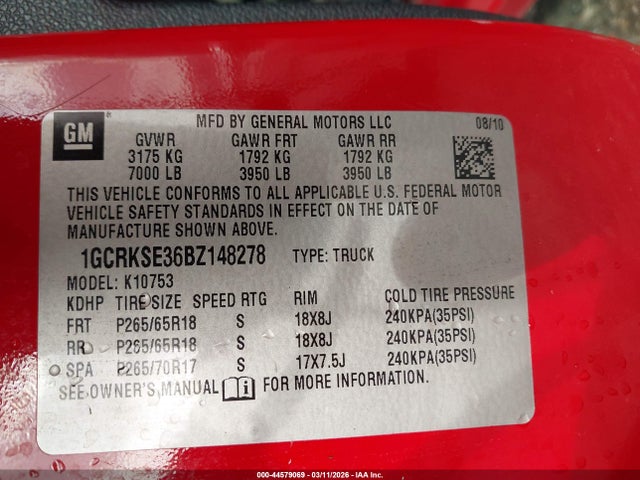 GM
MFD BY GENERAL MOTORS LLC 08/10
GVWR GAWR FRT GAWR RR
3175 KG 1792 KG 1792 KG
7000 LB 3950 LB 3950 LB
THIS VEHICLE CONFORMS TO ALL APPLICABLE U.S. FEDERAL MOTOR
VEHICLE SAFETY STANDARDS IN EFFECT ON THE DATE OF
MANUFACTURE SHOWN ABOVE.
1GCRKSE36BZ148278 TYPE: TRUCK
MODEL: K10753
KDHP TIRE SIZE SPEED RTG RIM COLD TIRE PRESSURE
FRT P265/65R18 S 18X8J 240KPA(35PSI)
RR P265/65R18 S 18X8J 240KPA(35PSI)
SPA P265/70R17 S 17X7.5J 240KPA(35PSI)
SEE OWNER'S MANUAL FOR MORE INFORMATION.
000-44579069 - 03/11/2026 - IAA Inc.